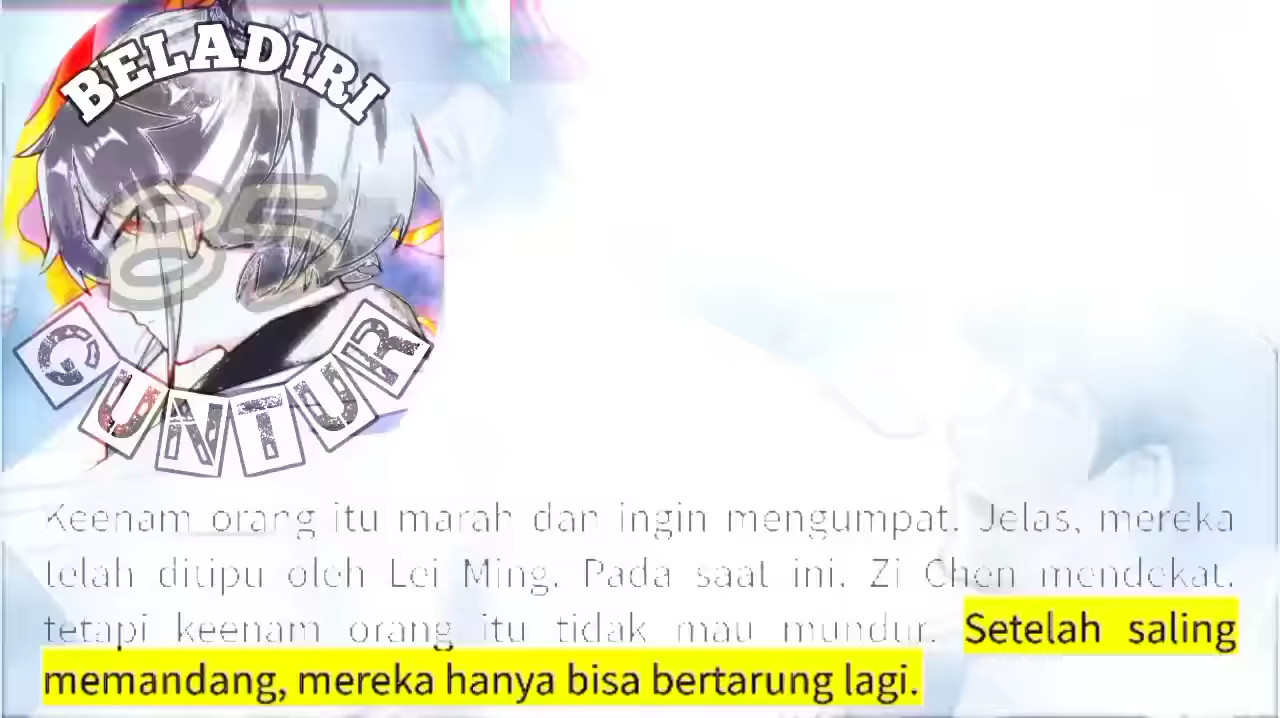 BELADIRI
85
GUNTUR
Keenam orang itu marah dan ingin mengumpat. Jelas, mereka
telah ditipu oleh Lei Ming. Pada saat ini, Zi Chen mendekat,
tetapi keenam orang itu tidak mau mundur. Setelah saling
memandang, mereka hanya bisa bertarung lagi.